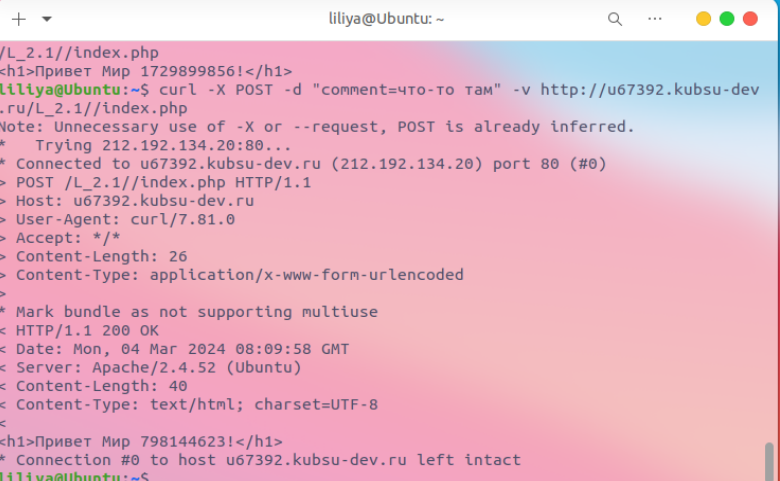 liliya@Ubuntu: ~
/L_2.1//index.php
<h1>Привет Мир 1729899856!</h1>
liliya@Ubuntu:~$ curl -X POST -d "comment=что-то там" -v http://u67392.kubsu-dev
.ru/L_2.1//index.php
Note: Unnecessary use of -X or --request, POST is already inferred.
*   Trying 212.192.134.20:80...
* Connected to u67392.kubsu-dev.ru (212.192.134.20) port 80 (#0)
> POST /L_2.1//index.php HTTP/1.1
> Host: u67392.kubsu-dev.ru
> User-Agent: curl/7.81.0
> Accept: */*
> Content-Length: 26
> Content-Type: application/x-www-form-urlencoded
>
* Mark bundle as not supporting multiuse
< HTTP/1.1 200 OK
< Date: Mon, 04 Mar 2024 08:09:58 GMT
< Server: Apache/2.4.52 (Ubuntu)
< Content-Length: 40
< Content-Type: text/html; charset=UTF-8
<
<h1>Привет Мир 798144623!</h1>
* Connection #0 to host u67392.kubsu-dev.ru left intact
liliya@Ubuntu:~$